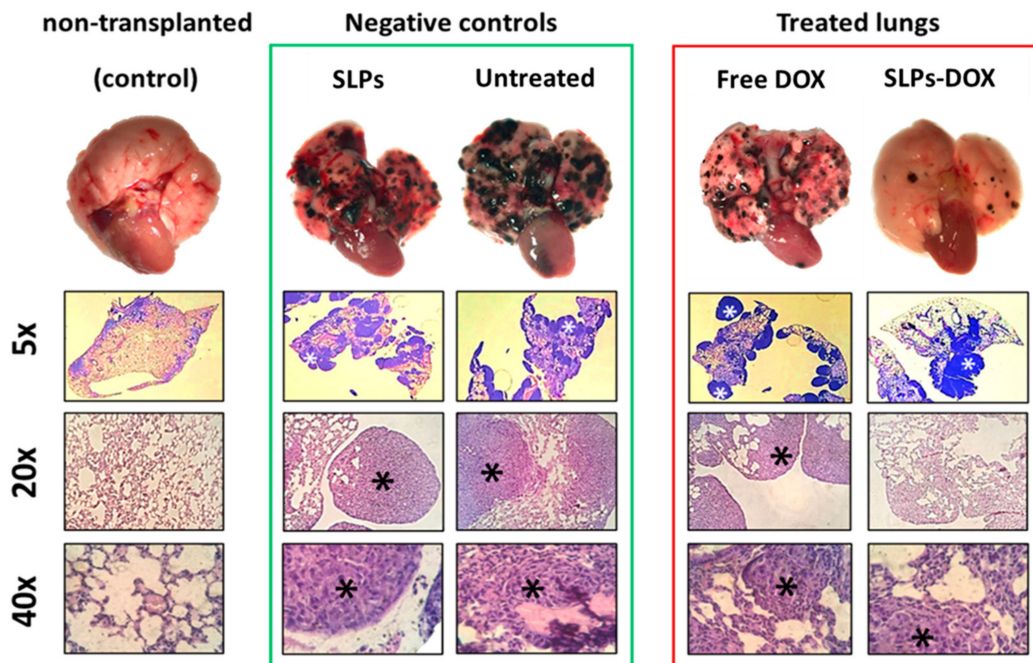 non-transplanted
(control)
Negative controls
SLPs Untreated
Treated lungs
Free DOX SLPs-DOX
5x
* * * * *
20x
* * *
40x
* * * *